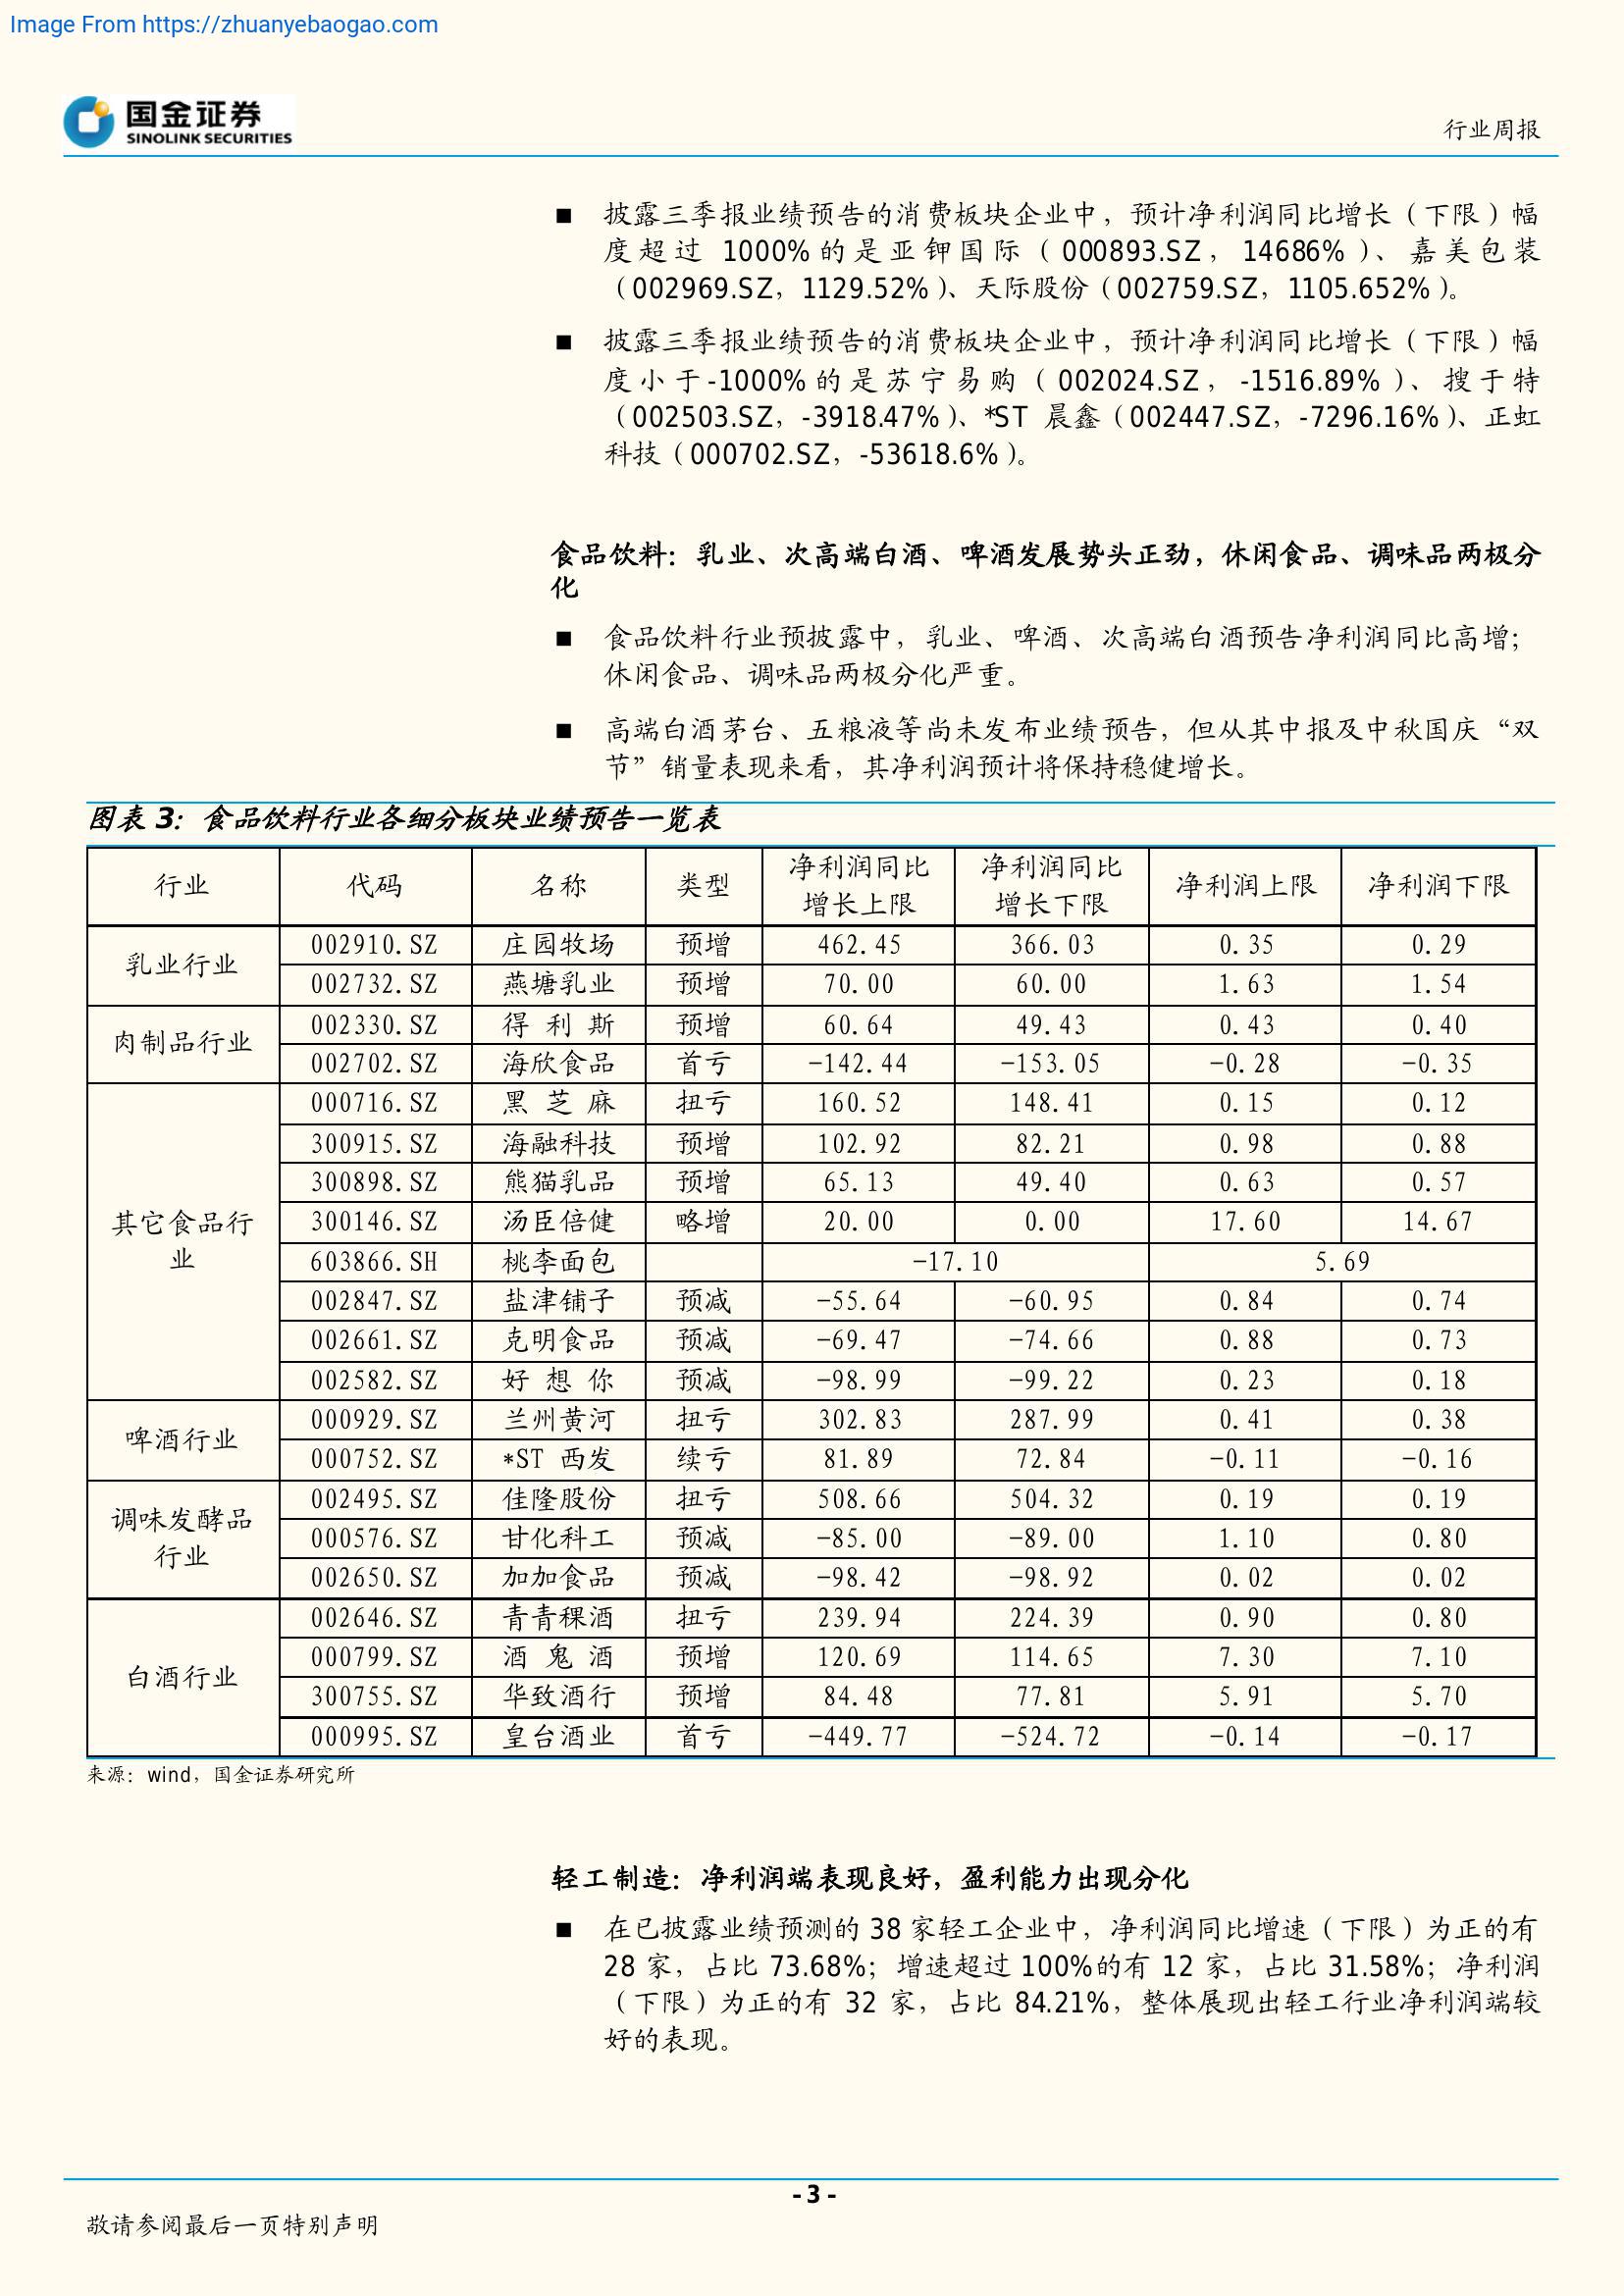 Image From https://zhuanyebaogao.com
国金证券
SINOLINK SECURITIES
行业周报
■ 披露三季报业绩预告的消费板块企业中，预计净利润同比增长（下限）幅
度超过 1000%的是亚钾国际（000893.SZ，14686%）、嘉美包装
（002969.SZ，1129.52%）、天际股份（002759.SZ，1105.652%）。
■ 披露三季报业绩预告的消费板块企业中，预计净利润同比增长（下限）幅
度小于-1000%的是苏宁易购（002024.SZ，-1516.89%）、搜于特
（002503.SZ，-3918.47%）、*ST 晨鑫（002447.SZ，-7296.16%）、正虹
科技（000702.SZ，-53618.6%）。
食品饮料：乳业、次高端白酒、啤酒发展势头正劲，休闲食品、调味品两极分
化
■ 食品饮料行业预披露中，乳业、啤酒、次高端白酒预告净利润同比高增；
休闲食品、调味品两极分化严重。
■ 高端白酒茅台、五粮液等尚未发布业绩预告，但从其中报及中秋国庆“双
节”销量表现来看，其净利润预计将保持稳健增长。
图表 3：食品饮料行业各细分板块业绩预告一览表
行业 代码 名称 类型 净利润同比增长上限 净利润同比增长下限 净利润上限 净利润下限
乳业行业 002910.SZ 庄园牧场 预增 462.45 366.03 0.35 0.29
002732.SZ 燕塘乳业 预增 70.00 60.00 1.63 1.54
肉制品行业 002330.SZ 得 利 斯 预增 60.64 49.43 0.43 0.40
002702.SZ 海欣食品 首亏 -142.44 -153.05 -0.28 -0.35
其它食品行业 000716.SZ 黑 芝 麻 扭亏 160.52 148.41 0.15 0.12
300915.SZ 海融科技 预增 102.92 82.21 0.98 0.88
300898.SZ 熊猫乳品 预增 65.13 49.40 0.63 0.57
300146.SZ 汤臣倍健 略增 20.00 0.00 17.60 14.67
603866.SH 桃李面包 -17.10 5.69
002847.SZ 盐津铺子 预减 -55.64 -60.95 0.84 0.74
002661.SZ 克明食品 预减 -69.47 -74.66 0.88 0.73
002582.SZ 好 想 你 预减 -98.99 -99.22 0.23 0.18
啤酒行业 000929.SZ 兰州黄河 扭亏 302.83 287.99 0.41 0.38
000752.SZ *ST 西发 续亏 81.89 72.84 -0.11 -0.16
调味发酵品行业 002495.SZ 佳隆股份 扭亏 508.66 504.32 0.19 0.19
000576.SZ 甘化科工 预减 -85.00 -89.00 1.10 0.80
002650.SZ 加加食品 预减 -98.42 -98.92 0.02 0.02
白酒行业 002646.SZ 青青稞酒 扭亏 239.94 224.39 0.90 0.80
000799.SZ 酒 鬼 酒 预增 120.69 114.65 7.30 7.10
300755.SZ 华致酒行 预增 84.48 77.81 5.91 5.70
000995.SZ 皇台酒业 首亏 -449.77 -524.72 -0.14 -0.17
来源：wind，国金证券研究所
轻工制造：净利润端表现良好，盈利能力出现分化
■ 在已披露业绩预测的 38 家轻工企业中，净利润同比增速（下限）为正的有
28 家，占比 73.68%；增速超过 100%的有 12 家，占比 31.58%；净利润
（下限）为正的有 32 家，占比 84.21%，整体展现出轻工行业净利润端较
好的表现。
- 3 -
敬请参阅最后一页特别声明